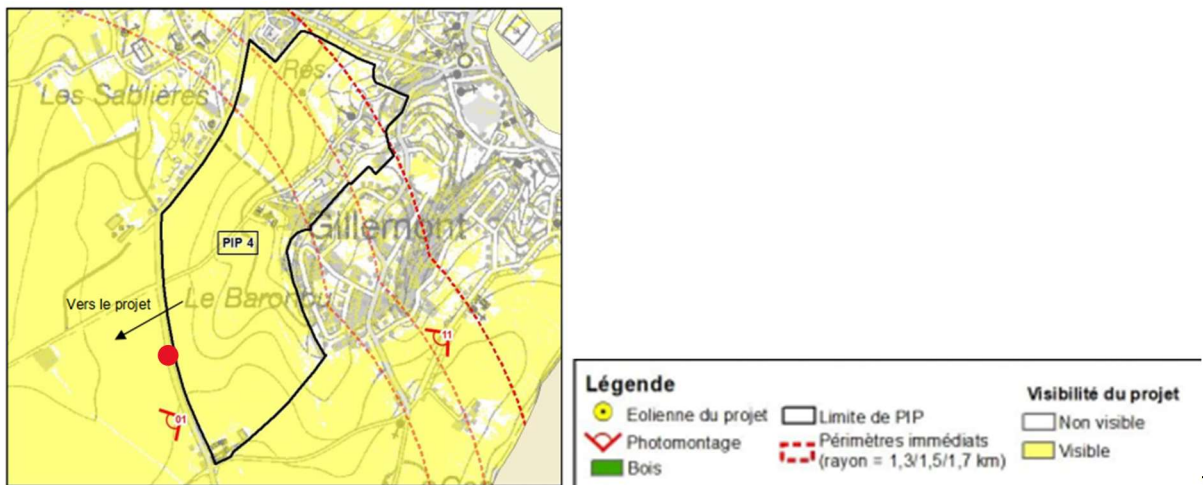 Les Sablières
Rés.
Gillemont
PIP 4
Vers le projet
Le Baronou
11
01
Légende
Eolienne du projet
Photomontage
Bois
Limite de PIP
Périmètres immédiats
(rayon = 1,3/1,5/1,7 km)
Visibilité du projet
Non visible
Visible